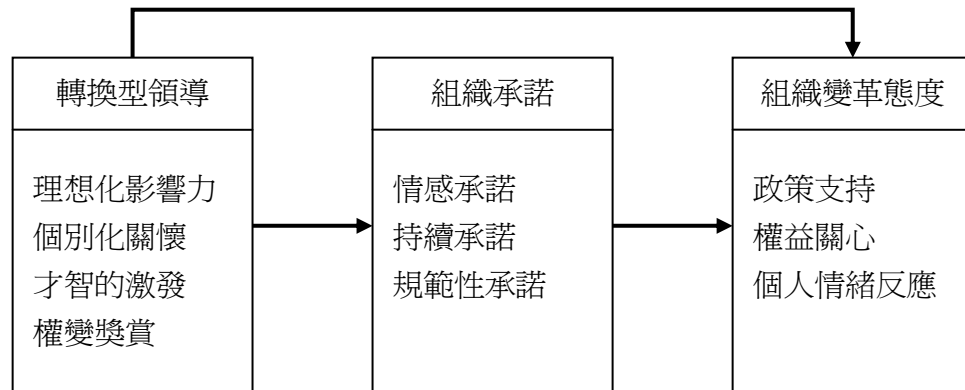 轉換型領導
理想化影響力
個別化關懷
才智的激發
權變獎賞
組織承諾
情感承諾
持續承諾
規範性承諾
組織變革態度
政策支持
權益關心
個人情緒反應